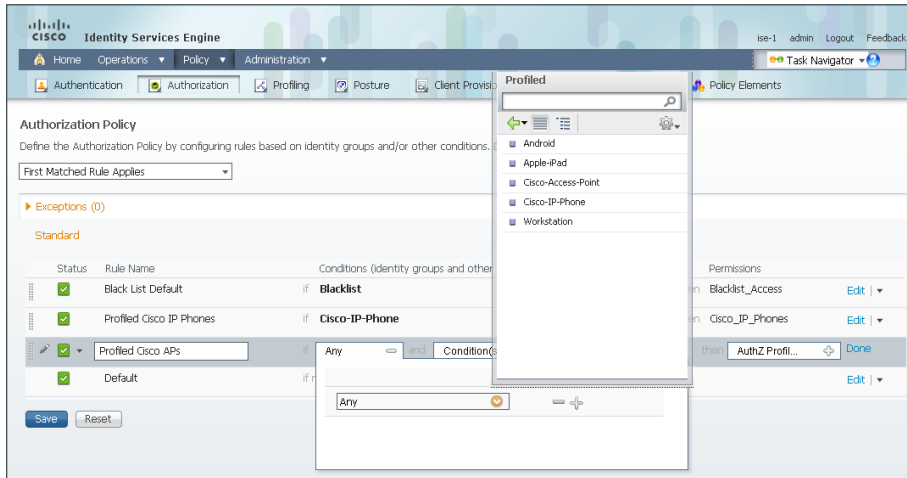 CISCO Identity Services Engine
ise-1 admin Logout Feedback
Home Operations ▼ Policy ▼ Administration ▼
Task Navigator ▼ ?
Authentication Authorization Profiling Posture Client Policy Elements
Profiled
Authorization Policy
Define the Authorization Policy by configuring rules based on identity groups and/or other conditions.
First Matched Rule Applies
Android
Apple-iPad
Cisco-Access-Point
Cisco-IP-Phone
Workstation
Exceptions (0)
Standard
Status Rule Name Conditions (identity groups and other Permissions
Black List Default if Blacklist Blacklist_Access Edit | ▼
Profiled Cisco IP Phones if Cisco-IP-Phone Cisco_IP_Phones Edit | ▼
Profiled Cisco APs if Any and Condition(s then AuthZ Profil... Done
Default if Edit | ▼
Any
Save Reset